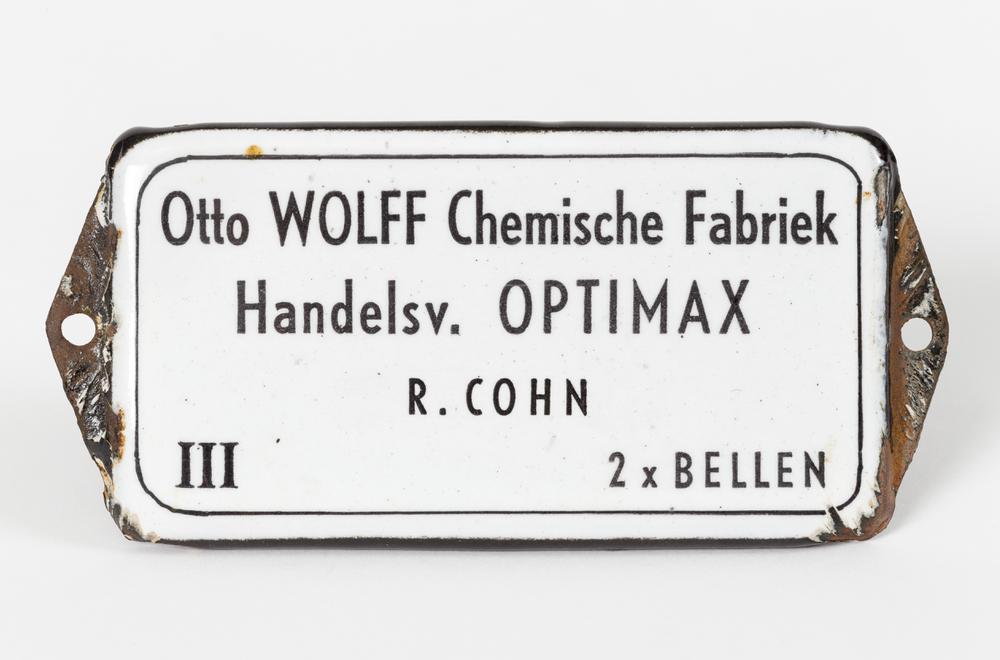 Otto WOLFF Chemische Fabriek
Handelsv. OPTIMAX
R. COHN
III 2 x BELLEN